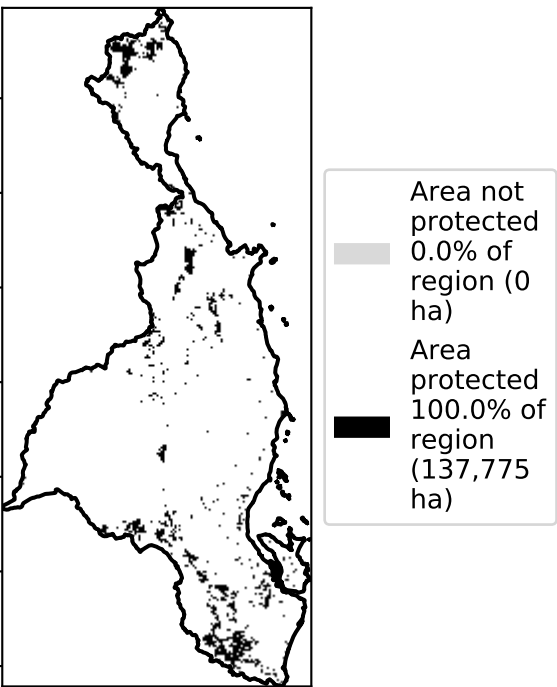 Area not
protected
0.0% of
region (0
ha)
Area
protected
100.0% of
region
(137,775
ha)